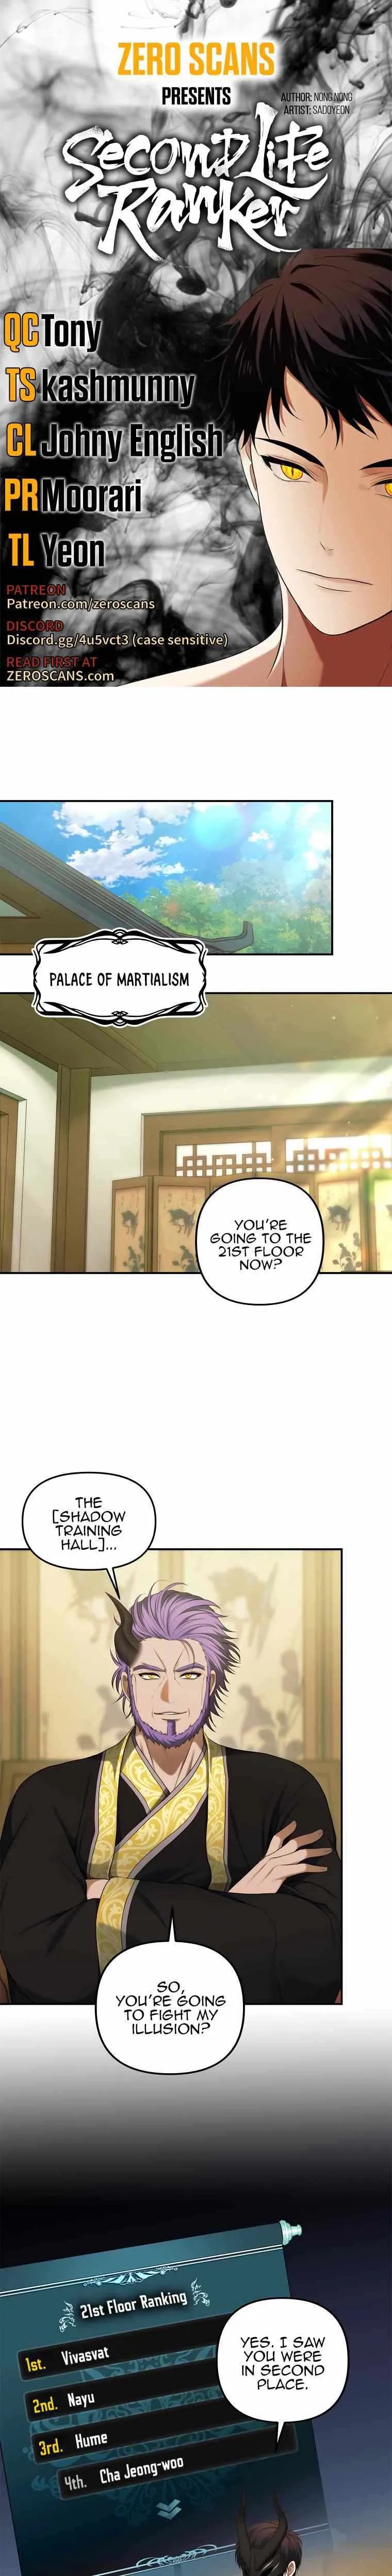 ZERO SCANS
PRESENTS
AUTHOR: NONG NONG
ARTIST: SADOYEON
Second Life
Ranker
QC Tony
TS kashmunny
CL Johny English
PR Moorari
TL Yeon
PATREON
Patreon.com/zeroscans
DISCORD
Discord.gg/4u5vct3 (case sensitive)
READ FIRST AT
ZEROSCANS.com
PALACE OF MARTIALISM
YOU'RE
GOING TO THE
21ST FLOOR
NOW?
THE
[SHADOW
TRAINING
HALL]...
SO,
YOU'RE GOING
TO FIGHT MY
ILLUSION?
21st Floor Ranking
1st. Vivasvat
2nd. Nayu
3rd. Hume
4th. Cha Jeong-woo
YES. I SAW
YOU WERE
IN SECOND
PLACE.